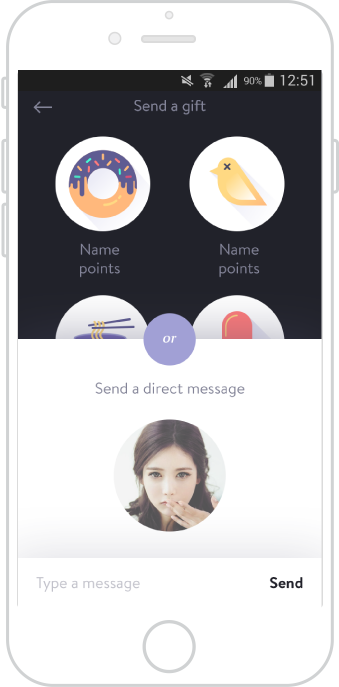 90% 12:51
Send a gift
Name
points
Name
points
or
Send a direct message
Type a message
Send